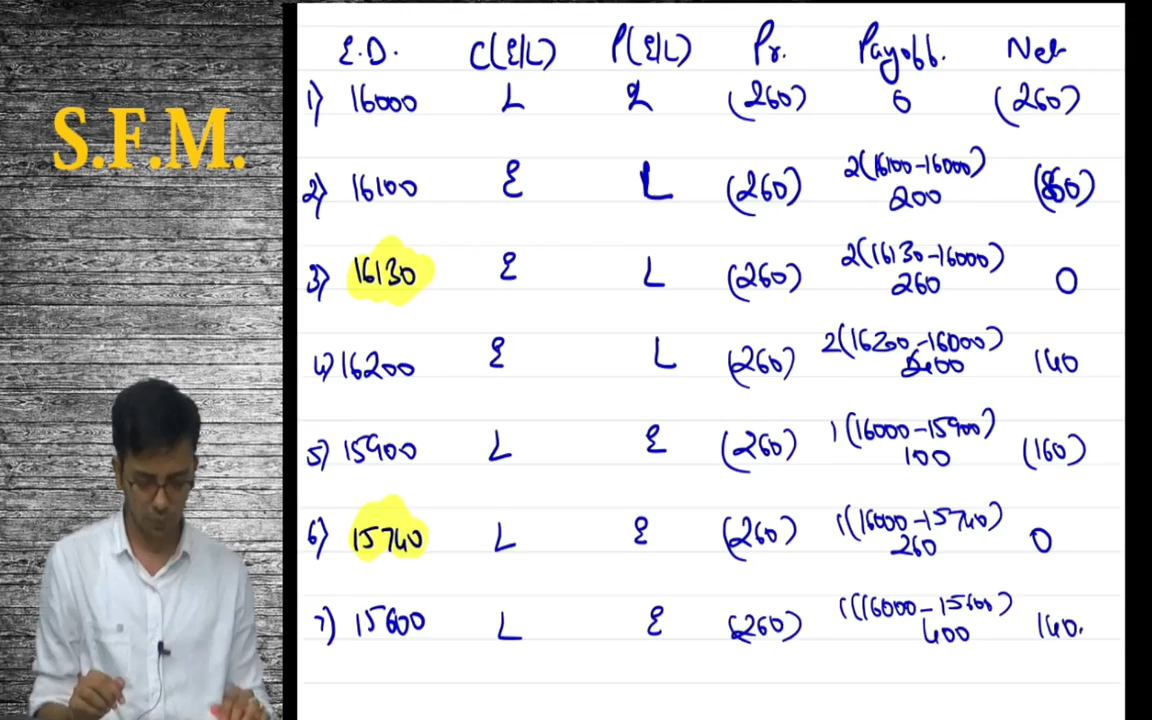 S.F.M.
E.D. C(E/L) P(E/L) Pr. Payoff. Net
1) 16000 L L (260) 0 (260)
2) 16100 E L (260) 2(16100-16000) 200 (60)
3) 16130 E L (260) 2(16130-16000) 260 0
4) 16200 E L (260) 2(16200-16000) 400 140
5) 15900 L E (260) 1(16000-15900) 100 (160)
6) 15740 L E (260) 1(16000-15740) 260 0
7) 15600 L E (260) 1(16000-15600) 400 140.